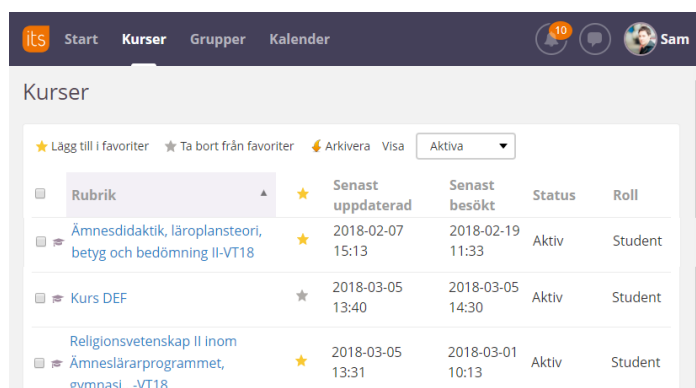 its Start Kurser Grupper Kalender 10 Sam
Kurser
Lägg till i favoriter Ta bort från favoriter Arkivera Visa Aktiva
Rubrik Senast uppdaterad Senast besökt Status Roll
Ämnesdidaktik, läroplansteori, betyg och bedömning II-VT18 2018-02-07 15:13 2018-02-19 11:33 Aktiv Student
Kurs DEF 2018-03-05 13:40 2018-03-05 14:30 Aktiv Student
Religionsvetenskap II inom Ämneslärarprogrammet, gymnasi...-VT18 2018-03-05 13:31 2018-03-01 10:13 Aktiv Student